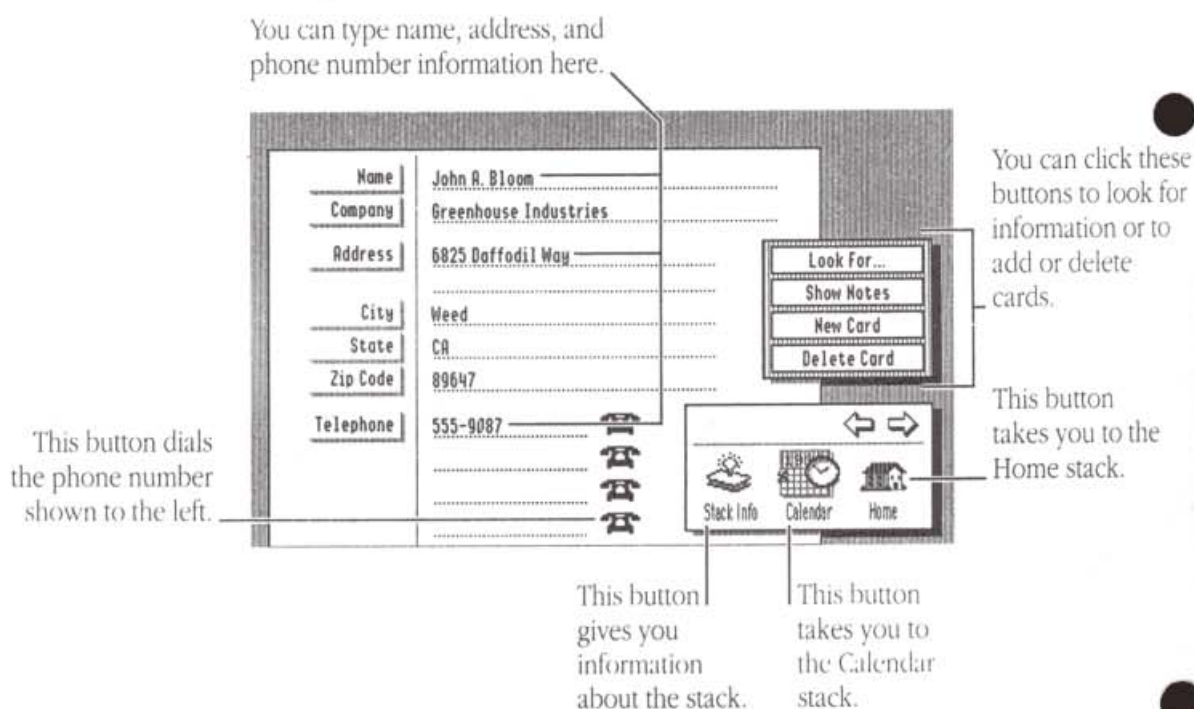 You can type name, address, and
phone number information here.
Name
John A. Bloom
Company
Greenhouse Industries
Address
6825 Daffodil Way
City
Weed
State
CA
Zip Code
89647
Telephone
555-9087
Look For...
Show Notes
New Card
Delete Card
You can click these
buttons to look for
information or to
add or delete
cards.
Stack Info
Calendar
Home
This button
takes you to the
Home stack.
This button dials
the phone number
shown to the left.
This button
gives you
information
about the stack.
This button
takes you to
the Calendar
stack.